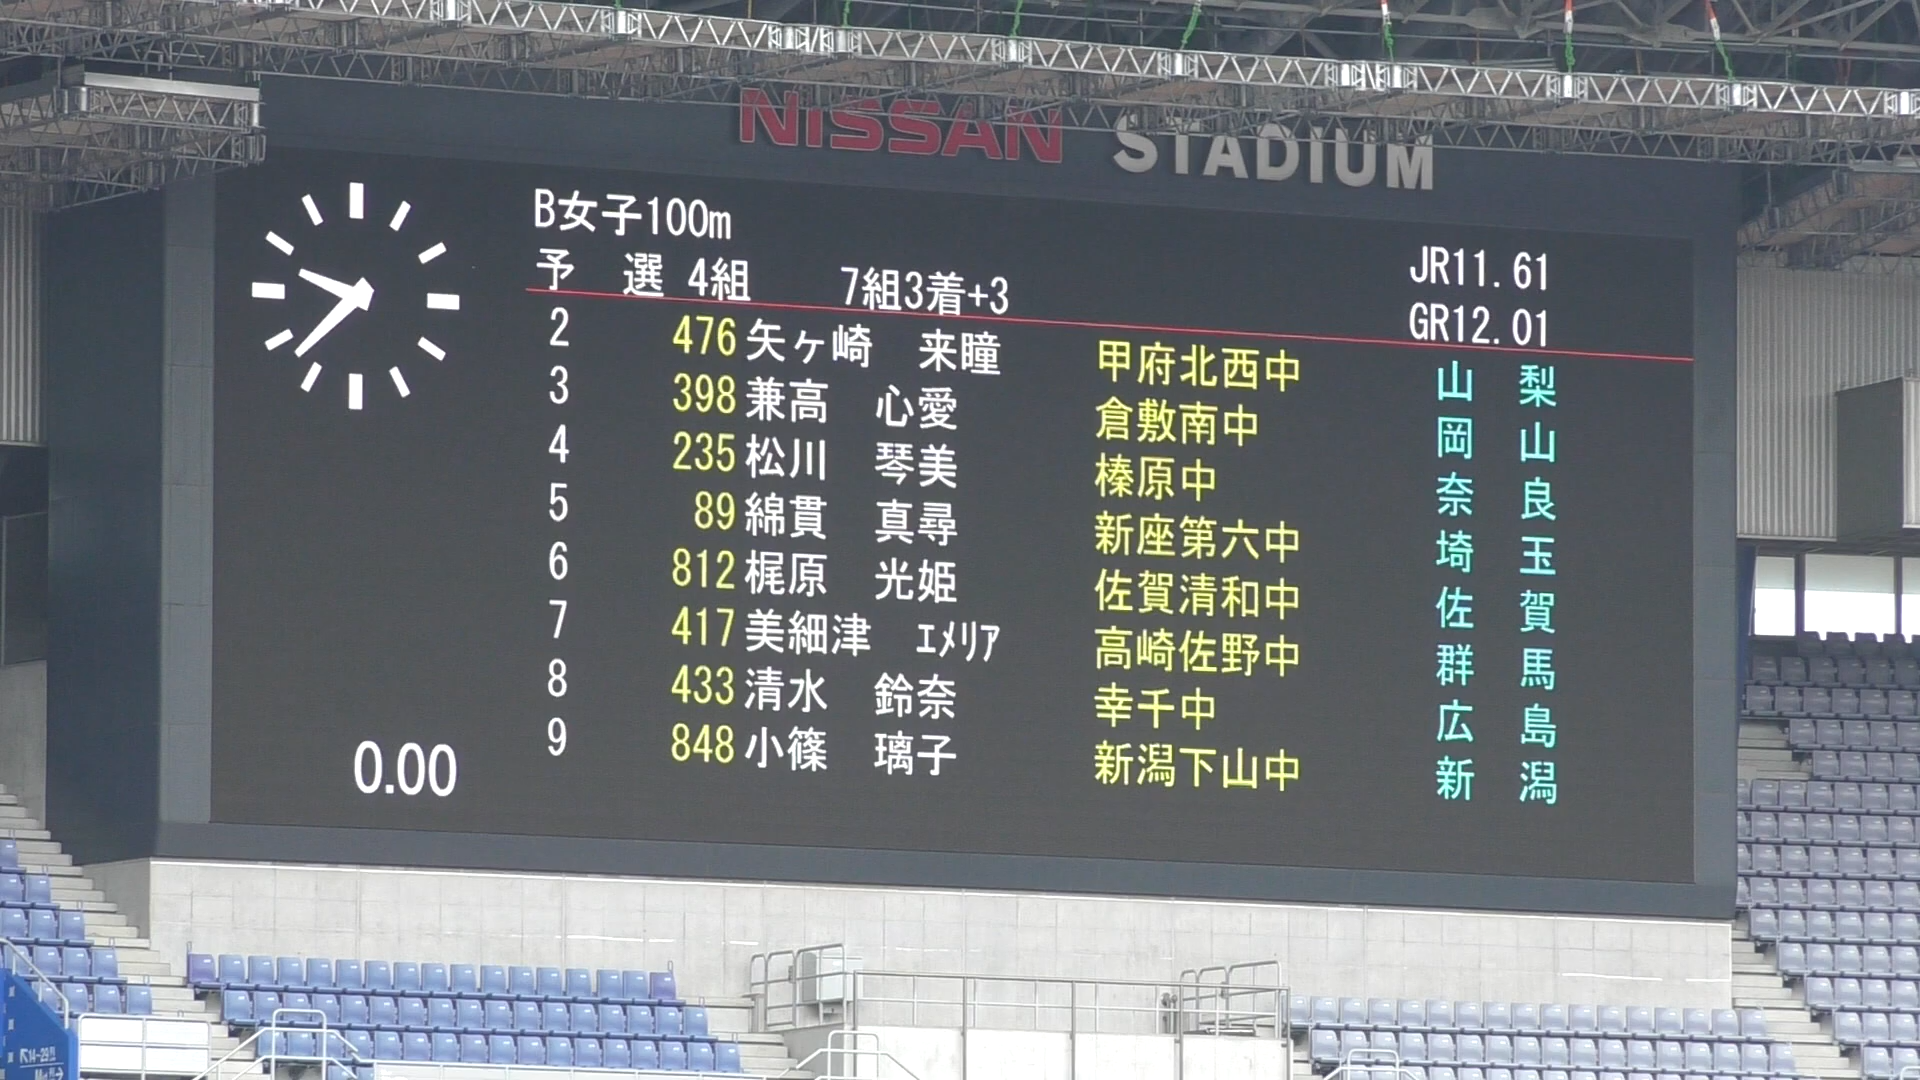 NISSAN STADIUM
B女子100m
JR11.61
予 選 4組 7組3着+3
GR12.01
2 476 矢ヶ崎 来瞳 甲府北西中 山 梨
3 398 兼高 心愛 倉敷南中 岡 山
4 235 松川 琴美 榛原中 奈 良
5 89 綿貫 真尋 新座第六中 埼 玉
6 812 梶原 光姫 佐賀清和中 佐 賀
7 417 美細津 ｴﾒﾘｱ 高崎佐野中 群 馬
8 433 清水 鈴奈 幸千中 広 島
9 848 小篠 璃子 新潟下山中 新 潟
0.00